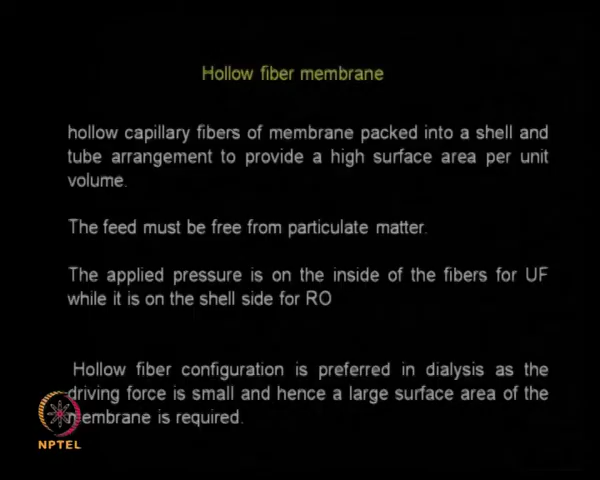 Hollow fiber membrane
hollow capillary fibers of membrane packed into a shell and
tube arrangement to provide a high surface area per unit
volume.
The feed must be free from particulate matter.
The applied pressure is on the inside of the fibers for UF
while it is on the shell side for RO
Hollow fiber configuration is preferred in dialysis as the
driving force is small and hence a large surface area of the
membrane is required.
NPTEL